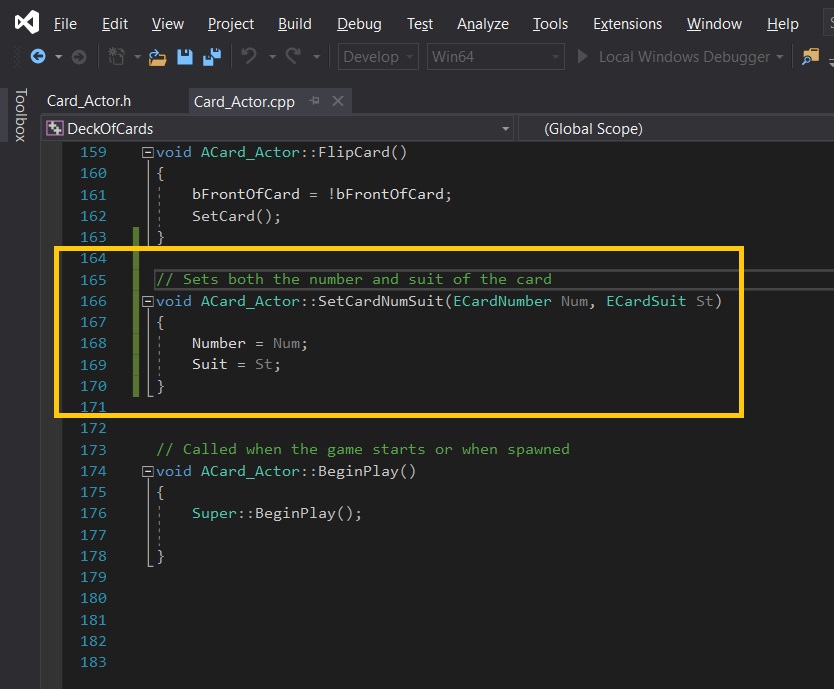 File Edit View Project Build Debug Test Analyze Tools Extensions Window Help
Develop Win64 Local Windows Debugger
Toolbox
Card_Actor.h Card_Actor.cpp
DeckOfCards (Global Scope)
159 void ACard_Actor::FlipCard()
160 {
161 bFrontOfCard = !bFrontOfCard;
162 SetCard();
163 }
164
165 // Sets both the number and suit of the card
166 void ACard_Actor::SetCardNumSuit(ECardNumber Num, ECardSuit St)
167 {
168 Number = Num;
169 Suit = St;
170 }
171
172
173 // Called when the game starts or when spawned
174 void ACard_Actor::BeginPlay()
175 {
176 Super::BeginPlay();
177
178 }
179
180
181
182
183